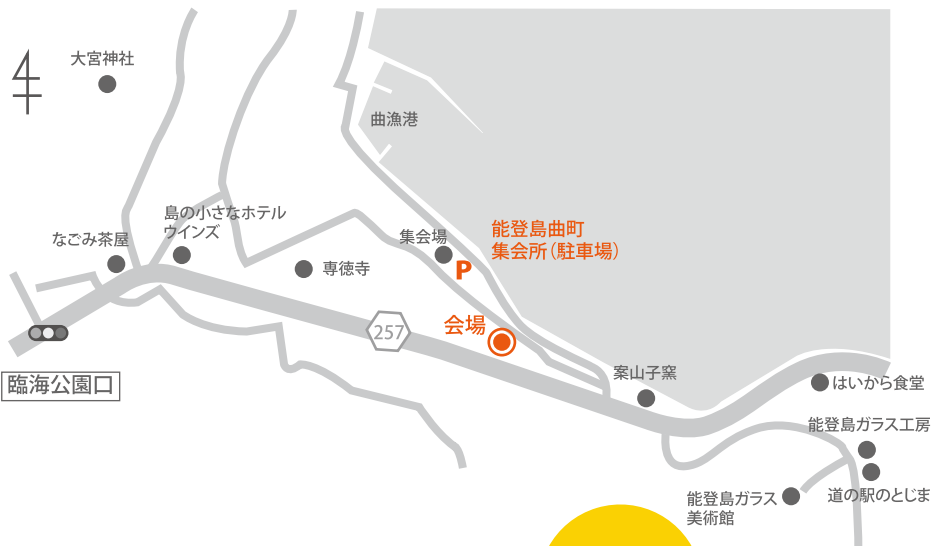 大宮神社
曲漁港
島の小さなホテル
ウインズ
なごみ茶屋
集会場
能登島曲町
集会所（駐車場）
P
専徳寺
257
会場
臨海公園口
案山子窯
はいから食堂
能登島ガラス工房
道の駅のとじま
能登島ガラス
美術館